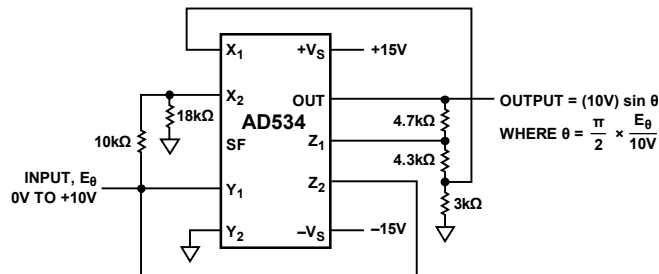 X1
+VS
+15V
X2
OUT
OUTPUT = (10V) sin θ
18kΩ
AD534
4.7kΩ
WHERE θ = π/2 × Eθ/10V
10kΩ
SF
Z1
4.3kΩ
INPUT, Eθ
0V TO +10V
Y1
Z2
3kΩ
Y2
–VS
–15V